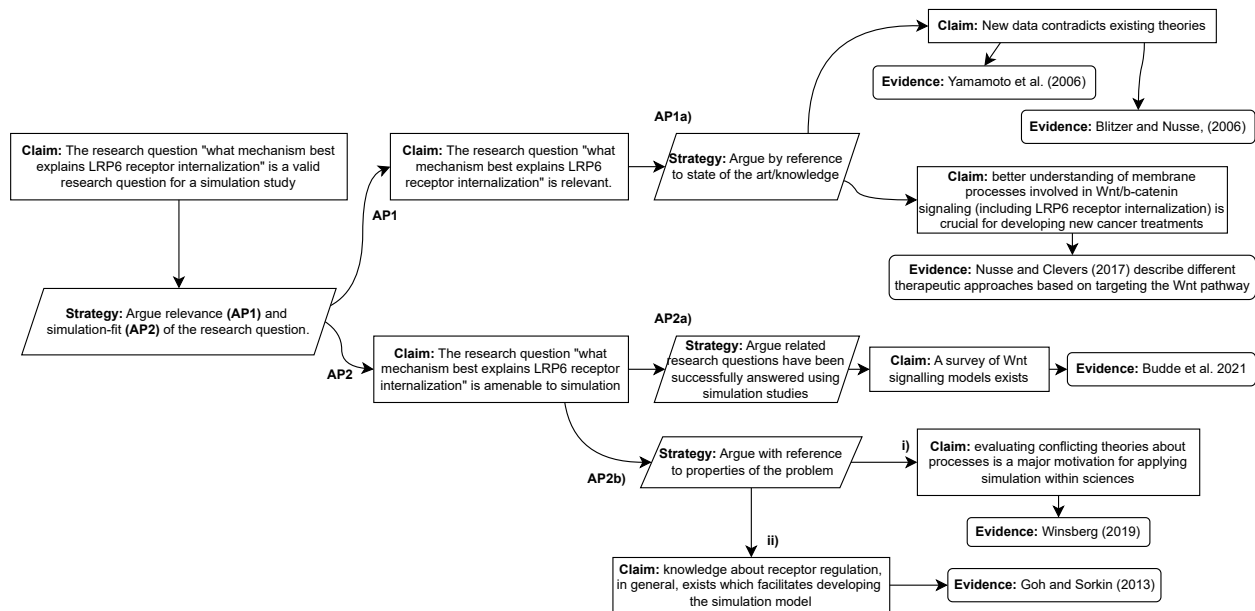 Claim: New data contradicts existing theories
Evidence: Yamamoto et al. (2006)
Evidence: Blitzer and Nusse, (2006)
AP1a)
Claim: The research question "what mechanism best
explains LRP6 receptor internalization" is a valid
research question for a simulation study
Claim: The research question "what
mechanism best explains LRP6
receptor internalization" is relevant.
Strategy: Argue by reference
to state of the art/knowledge
Claim: better understanding of membrane
processes involved in Wnt/b-catenin
signaling (including LRP6 receptor internalization) is
crucial for developing new cancer treatments
AP1
Evidence: Nusse and Clevers (2017) describe different
therapeutic approaches based on targeting the Wnt pathway
Strategy: Argue relevance (AP1) and
simulation-fit (AP2) of the research question.
AP2
AP2a)
Claim: The research question "what
mechanism best explains LRP6 receptor
internalization" is amenable to simulation
Strategy: Argue related
research questions have been
successfully answered using
simulation studies
Claim: A survey of Wnt
signalling models exists
Evidence: Budde et al. 2021
AP2b)
Strategy: Argue with reference
to properties of the problem
i)
Claim: evaluating conflicting theories about
processes is a major motivation for applying
simulation within sciences
Evidence: Winsberg (2019)
ii)
Claim: knowledge about receptor regulation,
in general, exists which facilitates developing
the simulation model
Evidence: Goh and Sorkin (2013)